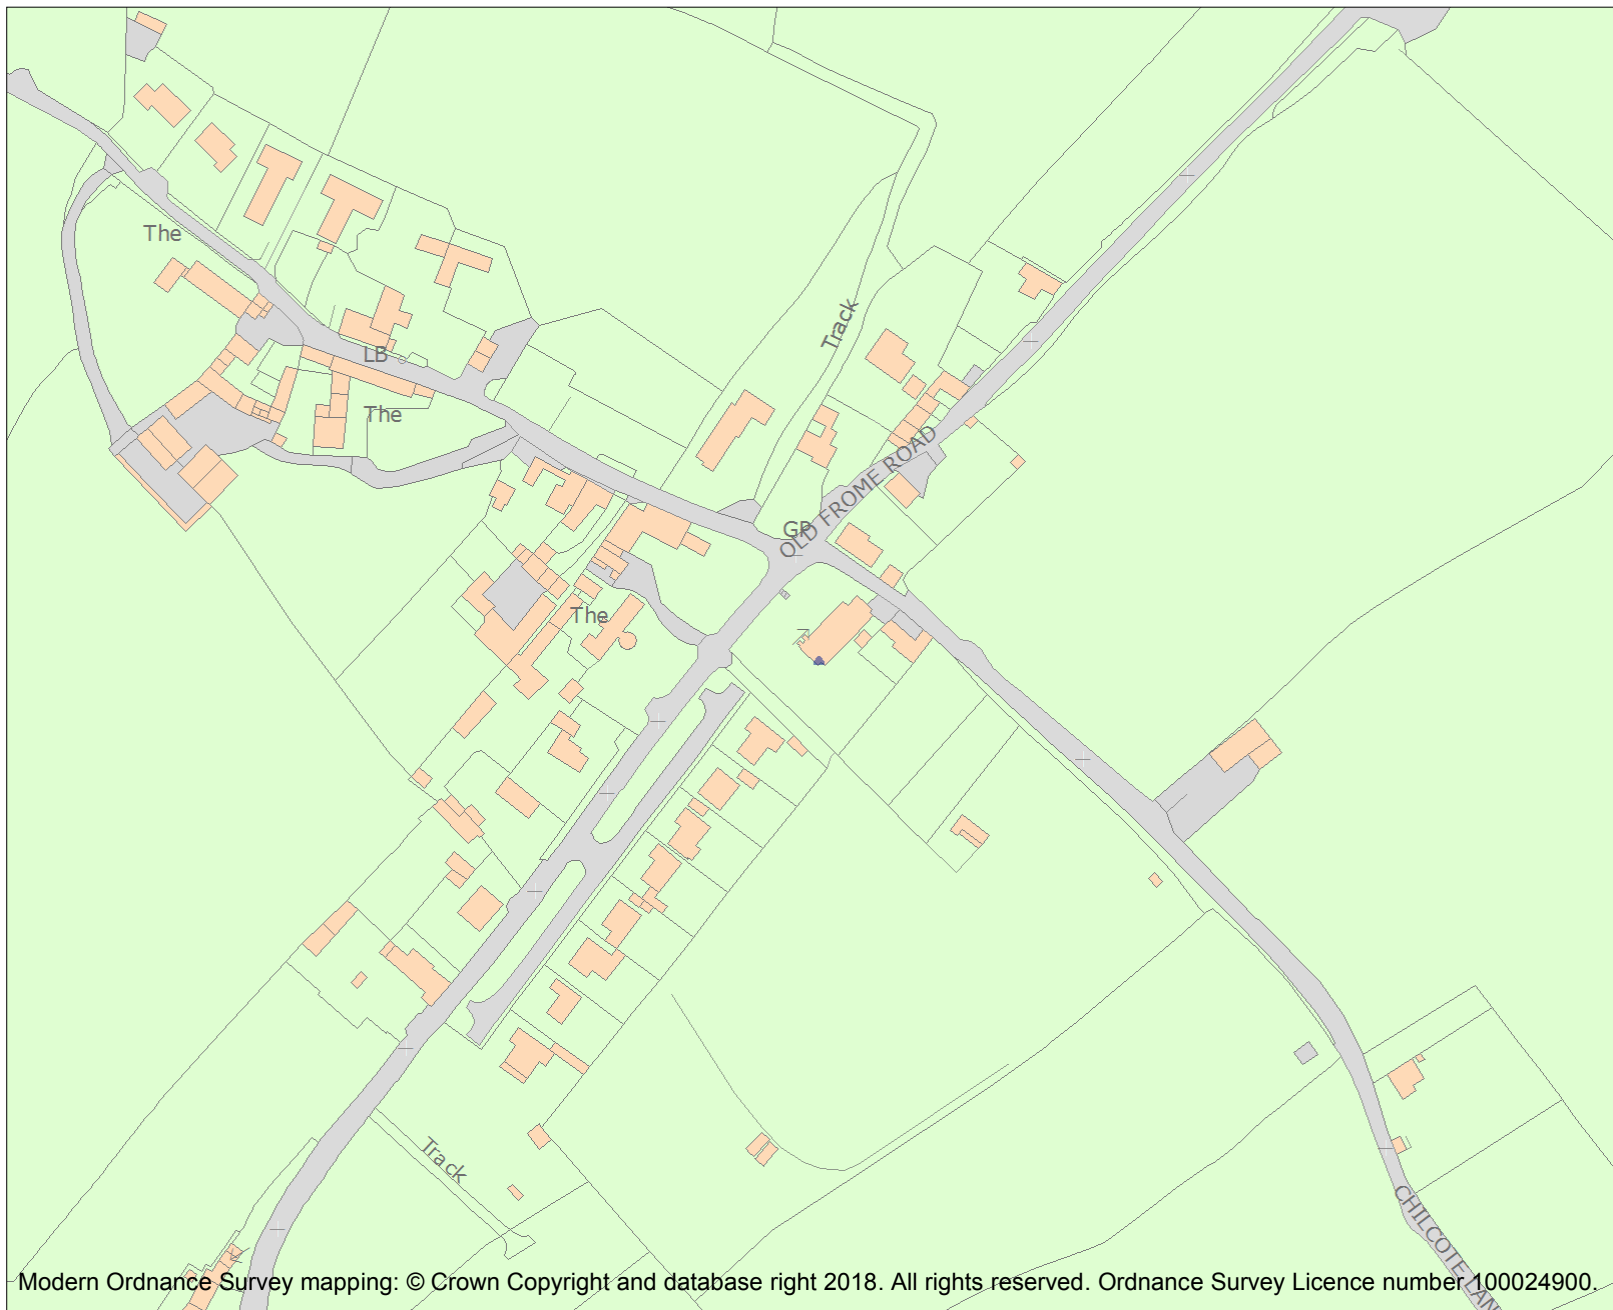 The
Track
LB
The
OLD FROME ROAD
GP
The
Track
CHILCOTE LAN
Modern Ordnance Survey mapping: © Crown Copyright and database right 2018. All rights reserved. Ordnance Survey Licence number 100024900.